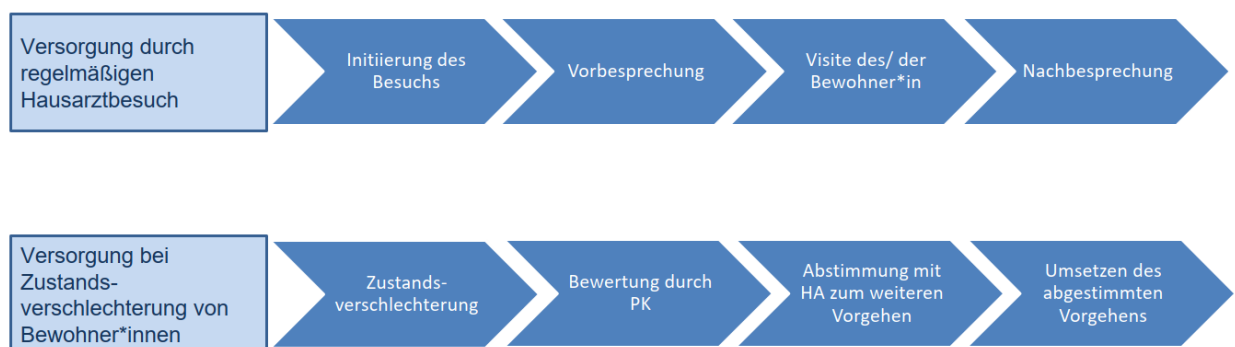 Versorgung durch
regelmäßigen
Hausarztbesuch
Initiierung des
Besuchs
Vorbesprechung
Visite des/ der
Bewohner*in
Nachbesprechung
Versorgung bei
Zustands-
verschlechterung von
Bewohner*innen
Zustands-
verschlechterung
Bewertung durch
PK
Abstimmung mit
HA zum weiteren
Vorgehen
Umsetzen des
abgestimmten
Vorgehens